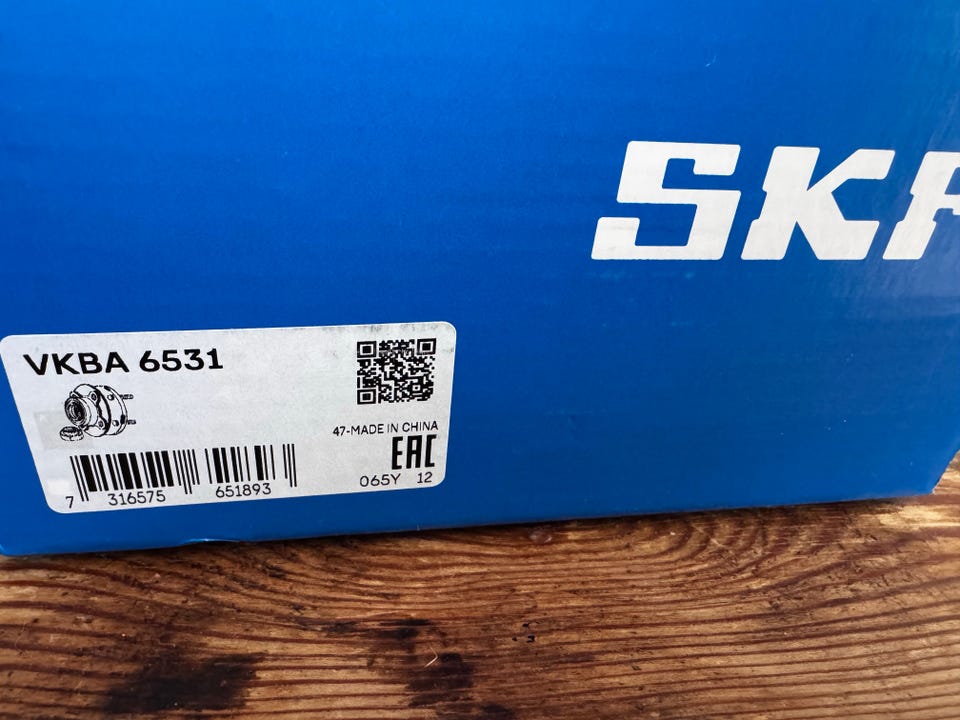 SKF
VKBA 6531
47-MADE IN CHINA
EAC
065Y 12
7 316575 651893